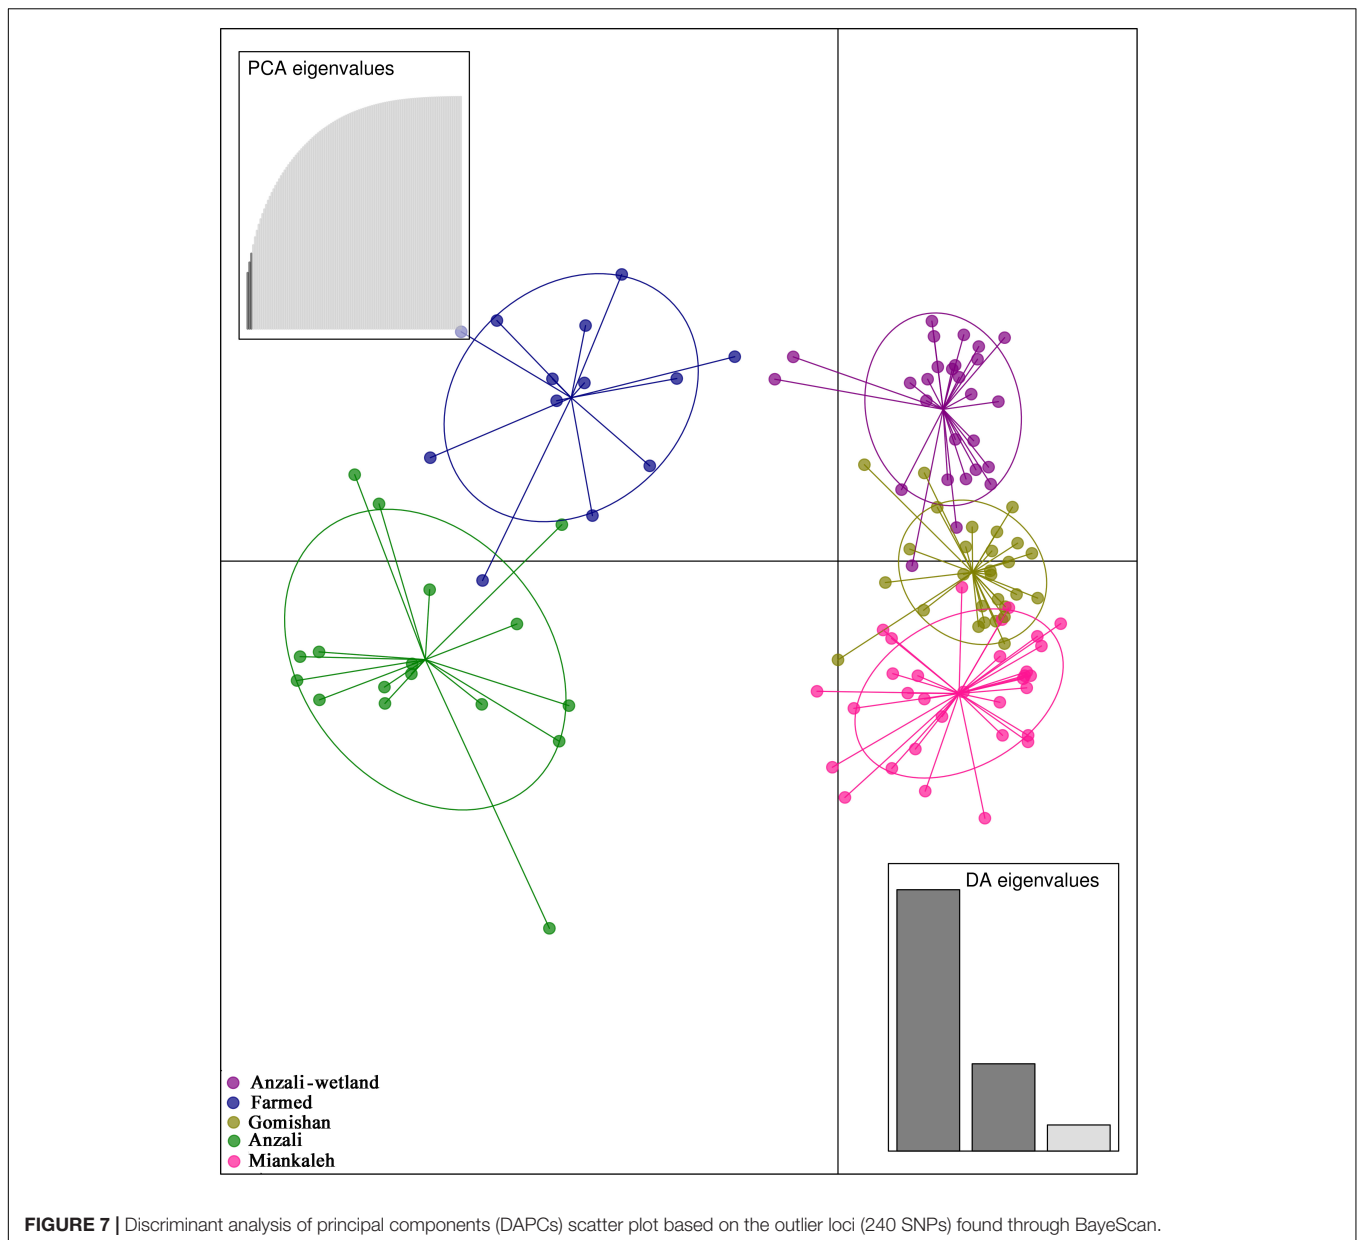 PCA eigenvalues
DA eigenvalues
Anzali-wetland
Farmed
Gomishan
Anzali
Miankaleh
FIGURE 7 | Discriminant analysis of principal components (DAPCs) scatter plot based on the outlier loci (240 SNPs) found through BayeScan.